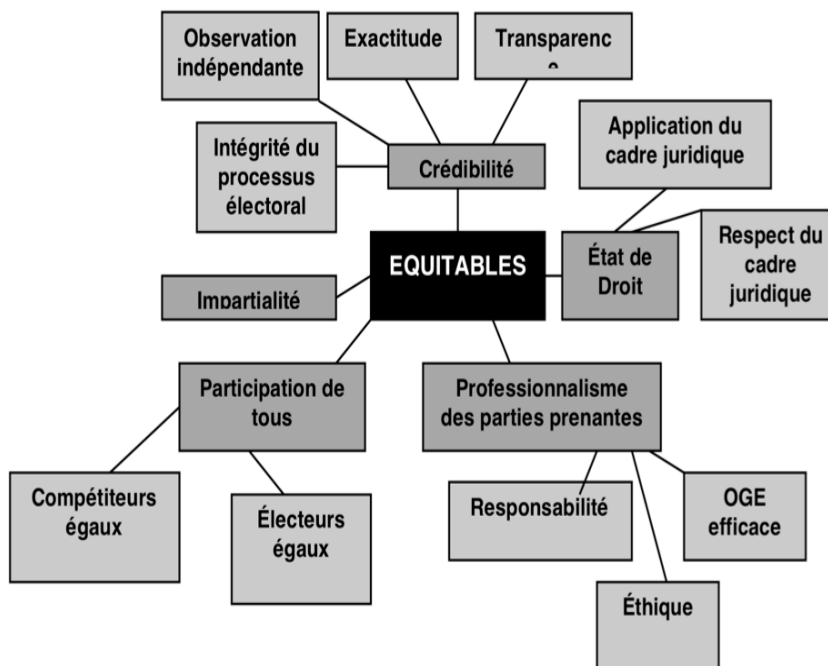 Observation
indépendante
Exactitude
Transparenc
Application du
cadre juridique
Intégrité du
processus
électoral
Crédibilité
EQUITABLES
État de
Droit
Respect du
cadre
juridique
Impartialité
Participation de
tous
Professionnalisme
des parties prenantes
Compétiteurs
égaux
Électeurs
égaux
Responsabilité
OGE
efficace
Éthique